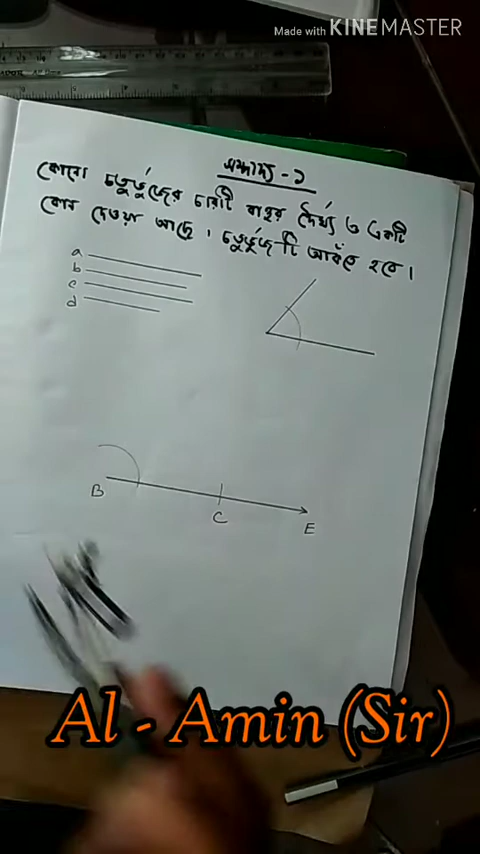 Made with KINEMASTER
সম্পাদ্য - ১
কোনো চতুর্ভুজের চারটি বাহুর দৈর্ঘ্য ও একটি
কোণ দেওয়া আছে । চতুর্ভুজটি আঁকতে হবে ।
a
b
c
d
B
C
E
Al - Amin (Sir)